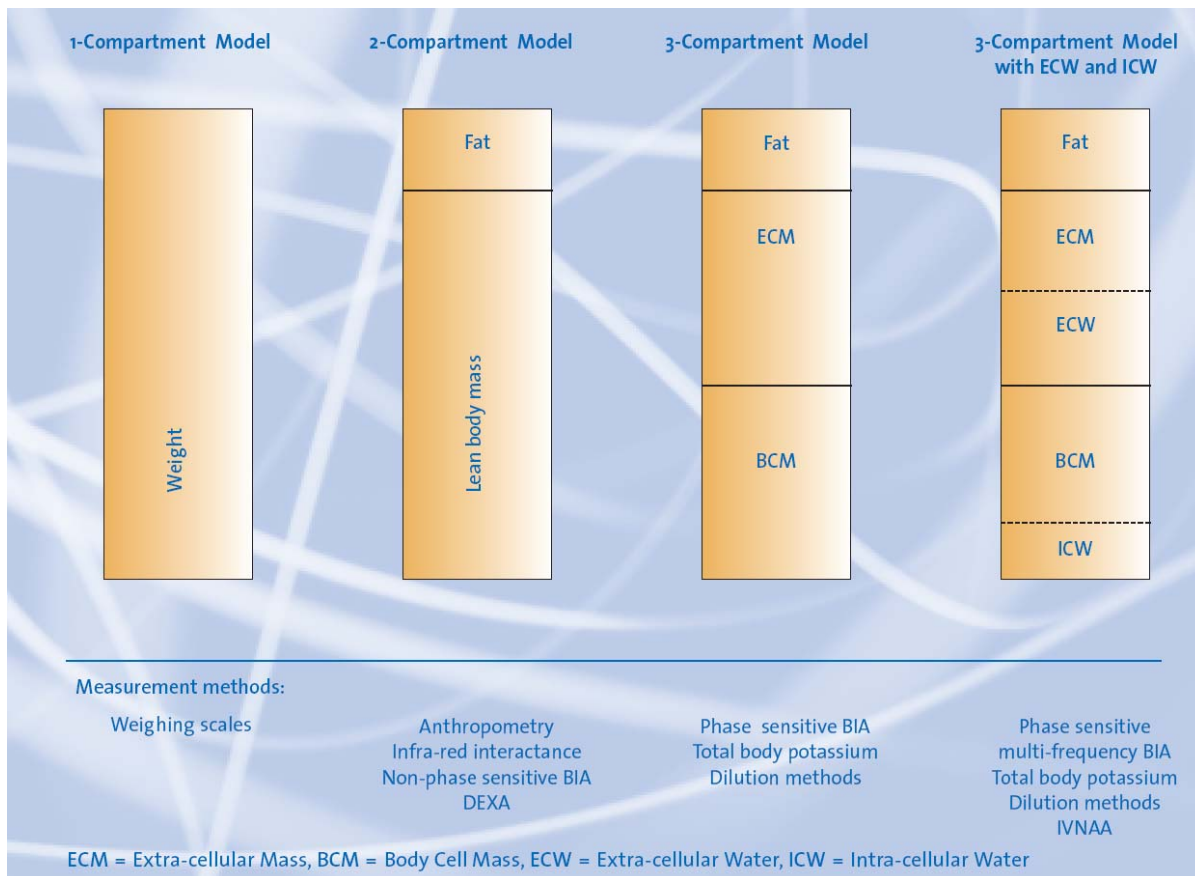 1-Compartment Model
2-Compartment Model
3-Compartment Model
3-Compartment Model
with ECW and ICW
Weight
Fat
Lean body mass
Fat
ECM
BCM
Fat
ECM
ECW
BCM
ICW
Measurement methods:
Weighing scales
Anthropometry
Infra-red interactance
Non-phase sensitive BIA
DEXA
Phase sensitive BIA
Total body potassium
Dilution methods
Phase sensitive
multi-frequency BIA
Total body potassium
Dilution methods
IVNAA
ECM = Extra-cellular Mass, BCM = Body Cell Mass, ECW = Extra-cellular Water, ICW = Intra-cellular Water